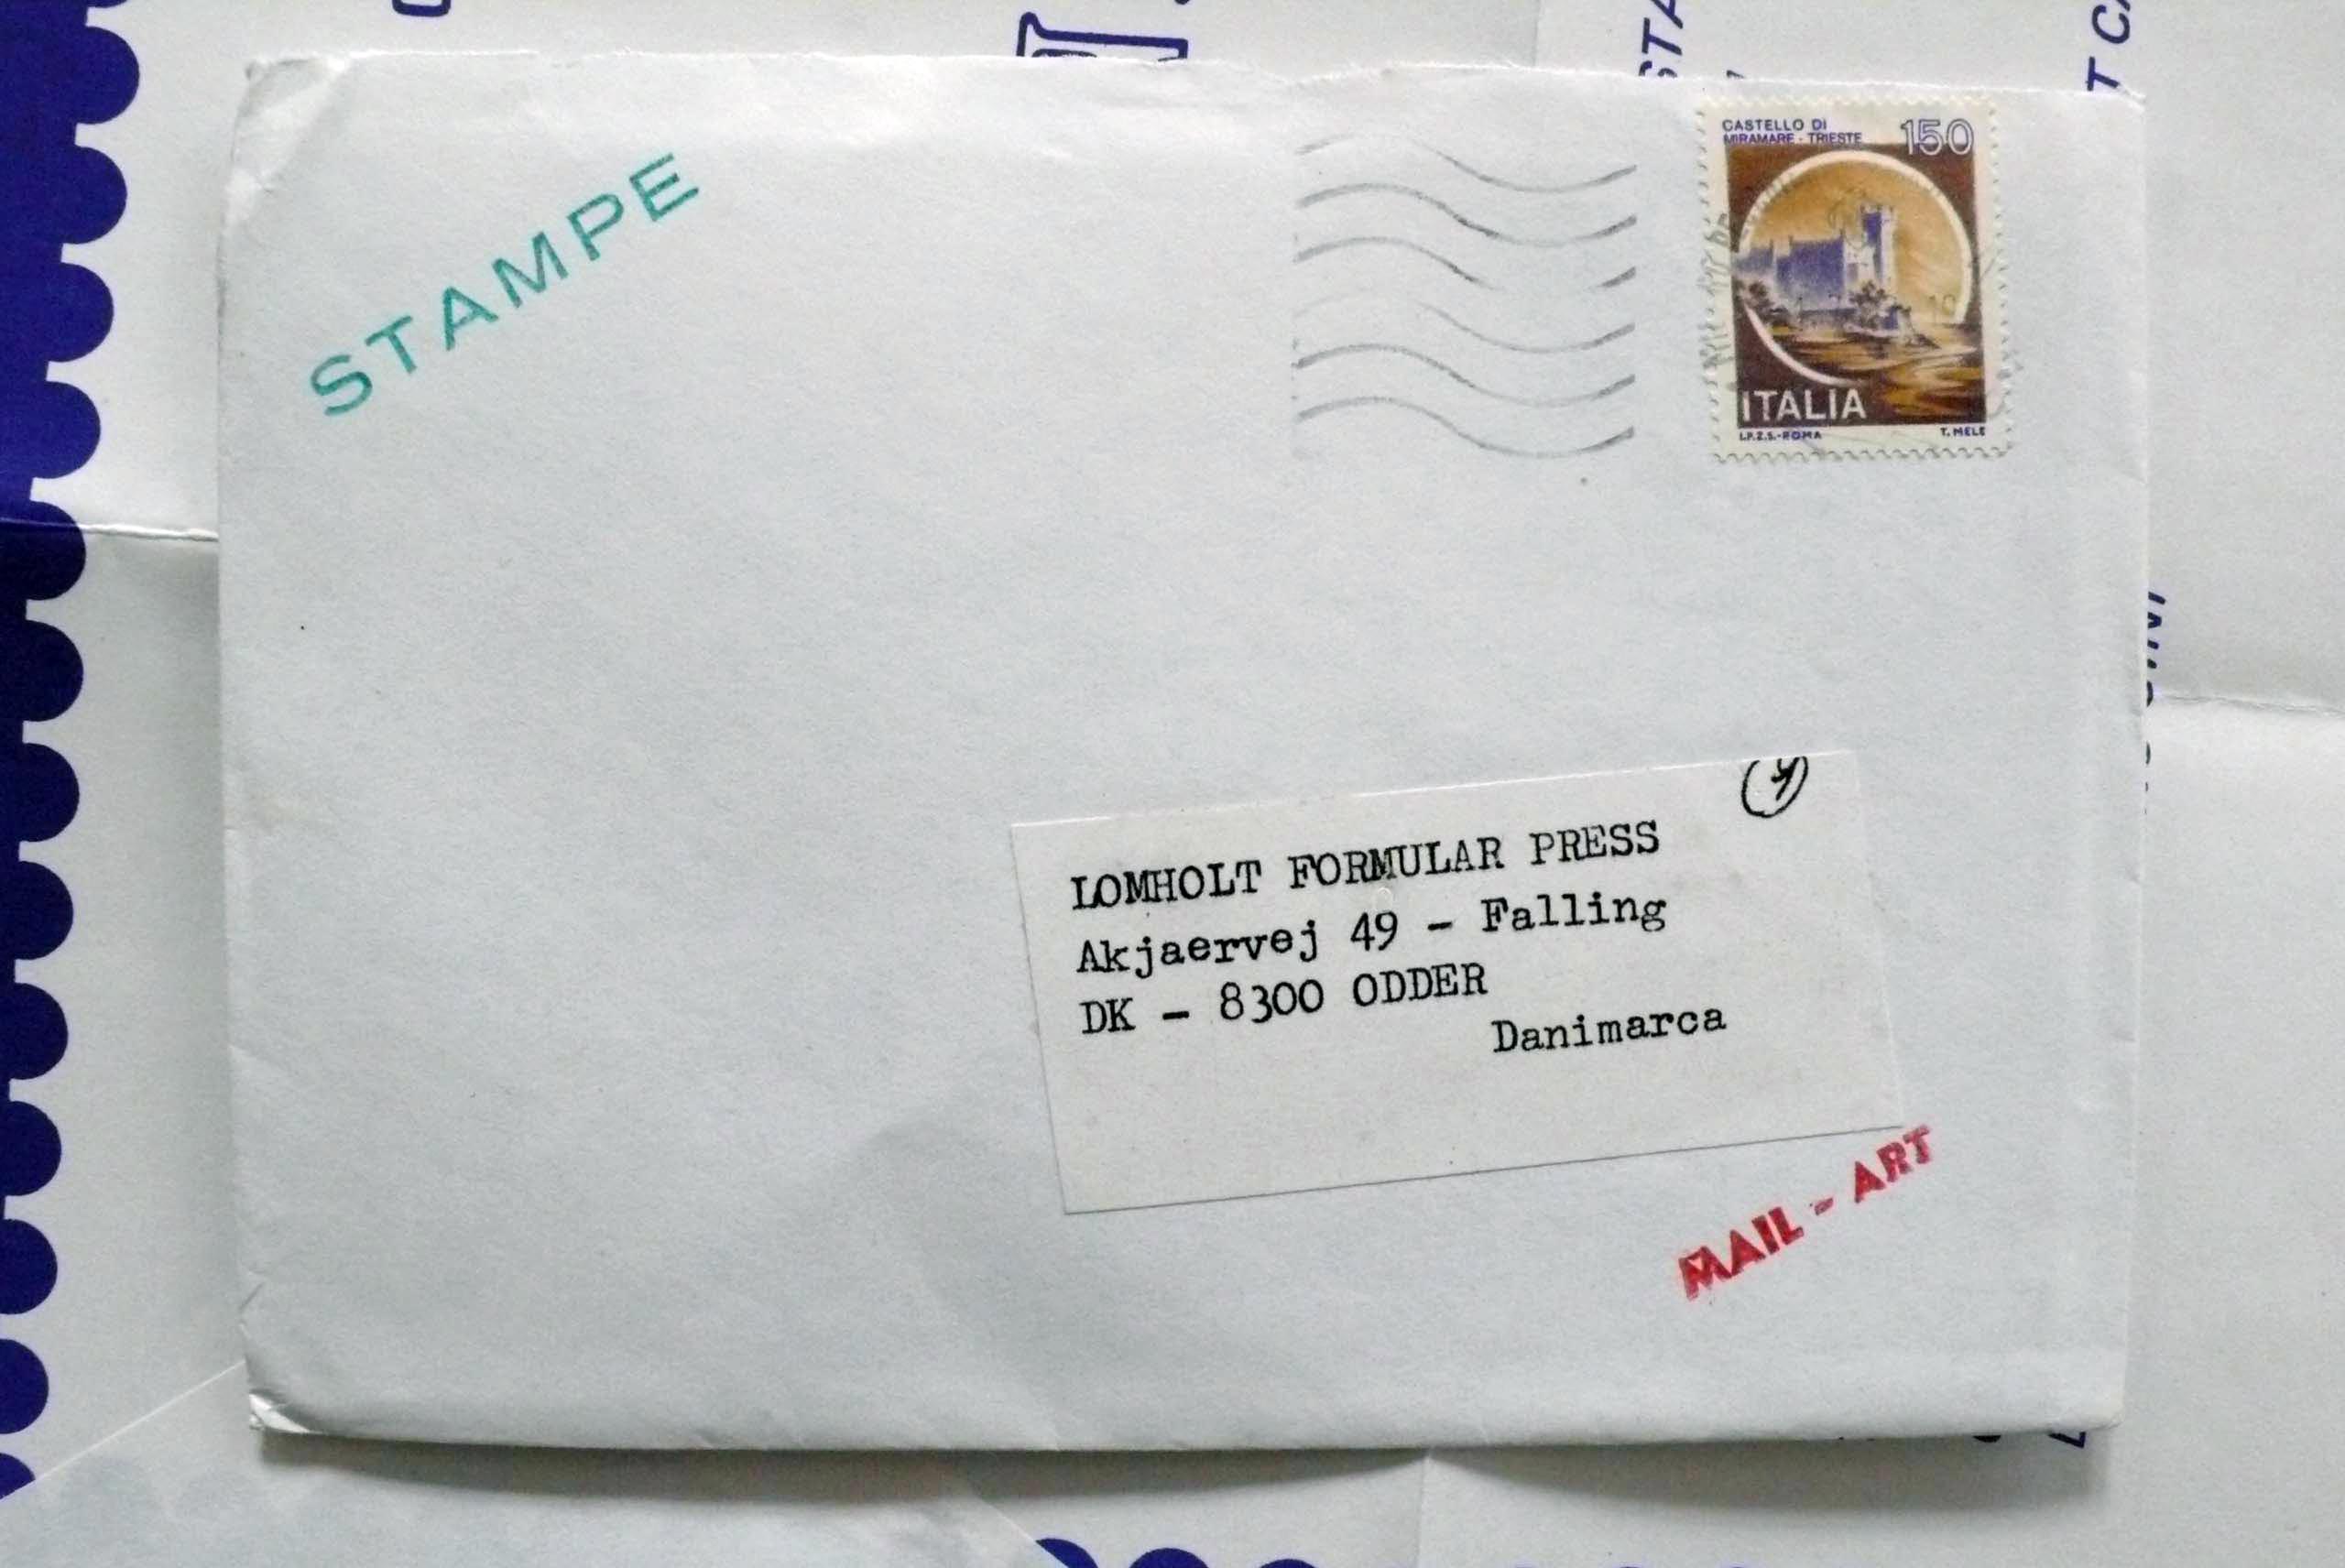 STAMPE
CASTELLO DI
MIRAMARE - TRIESTE
150
ITALIA
I.P.Z.S.-ROMA T. MELE
LOMHOLT FORMULAR PRESS
Akjaervej 49 - Falling
DK - 8300 ODDER
Danimarca
MAIL - ART